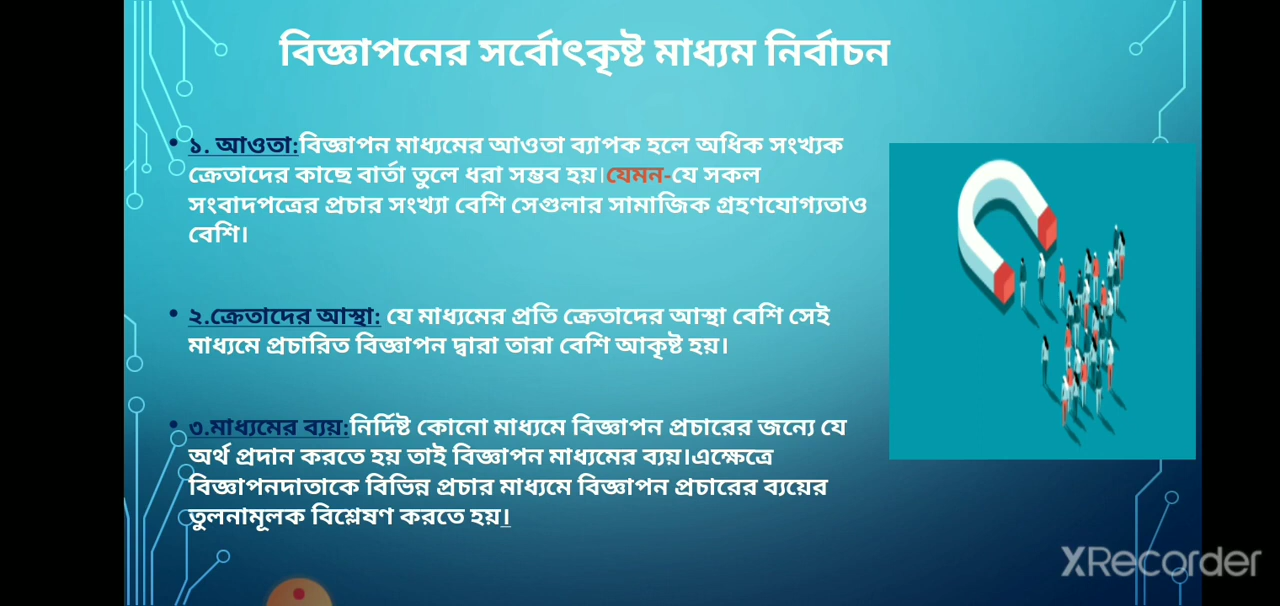 বিজ্ঞাপনের সর্বোৎকৃষ্ট মাধ্যম নির্বাচন
• ১. আওতা:বিজ্ঞাপন মাধ্যমের আওতা ব্যাপক হলে অধিক সংখ্যক
ক্রেতাদের কাছে বার্তা তুলে ধরা সম্ভব হয়।যেমন-যে সকল
সংবাদপত্রের প্রচার সংখ্যা বেশি সেগুলার সামাজিক গ্রহণযোগ্যতাও
বেশি।
• ২.ক্রেতাদের আস্থা: যে মাধ্যমের প্রতি ক্রেতাদের আস্থা বেশি সেই
মাধ্যমে প্রচারিত বিজ্ঞাপন দ্বারা তারা বেশি আকৃষ্ট হয়।
• ৩.মাধ্যমের ব্যয়:নির্দিষ্ট কোনো মাধ্যমে বিজ্ঞাপন প্রচারের জন্যে যে
অর্থ প্রদান করতে হয় তাই বিজ্ঞাপন মাধ্যমের ব্যয়।এক্ষেত্রে
বিজ্ঞাপনদাতাকে বিভিন্ন প্রচার মাধ্যমে বিজ্ঞাপন প্রচারের ব্যয়ের
তুলনামূলক বিশ্লেষণ করতে হয়।
XRecorder